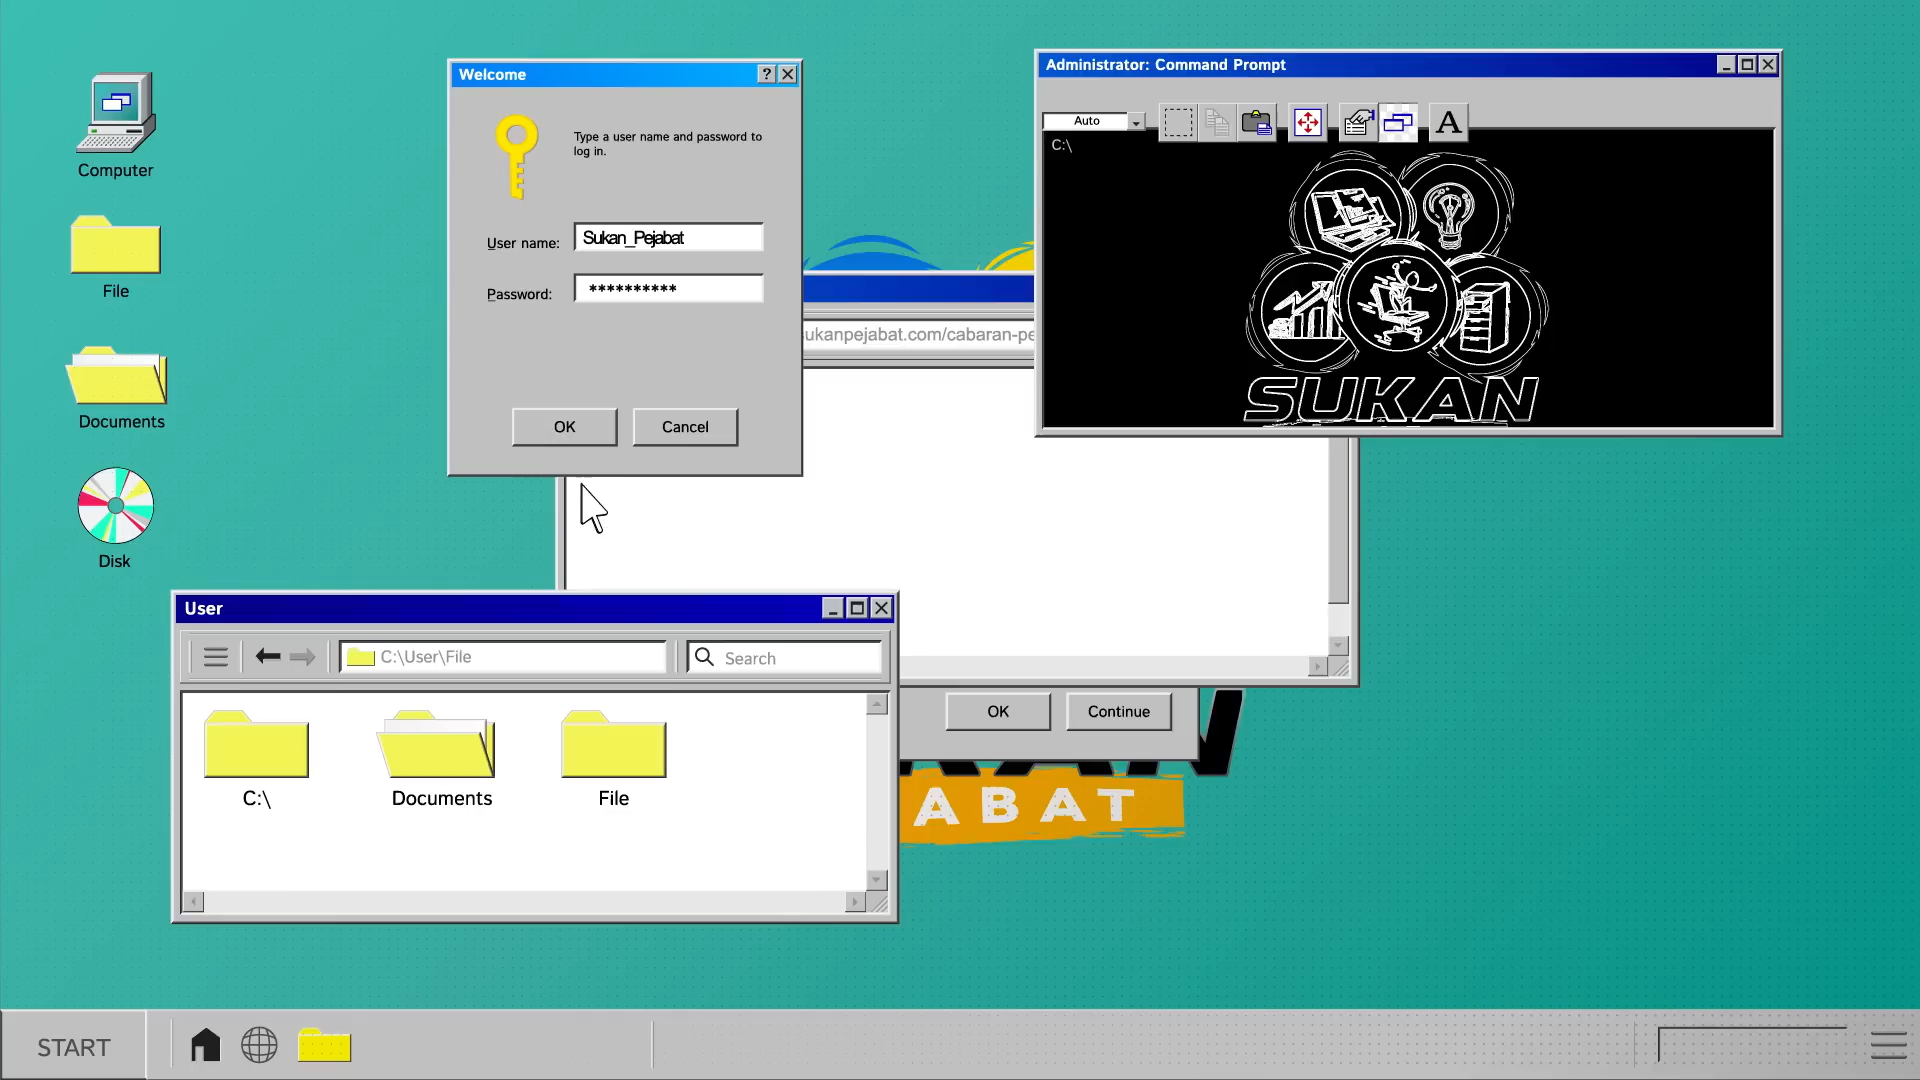 Computer
File
Documents
Disk
Welcome
?
Type a user name and password to
log in.
User name:
Sukan_Pejabat
Password:
**********
OK
Cancel
Administrator: Command Prompt
Auto
A
C:\
SUKAN
ukanpejabat.com/cabaran-pe
User
C:\User\File
Search
C:\
Documents
File
OK
Continue
ABAT
START